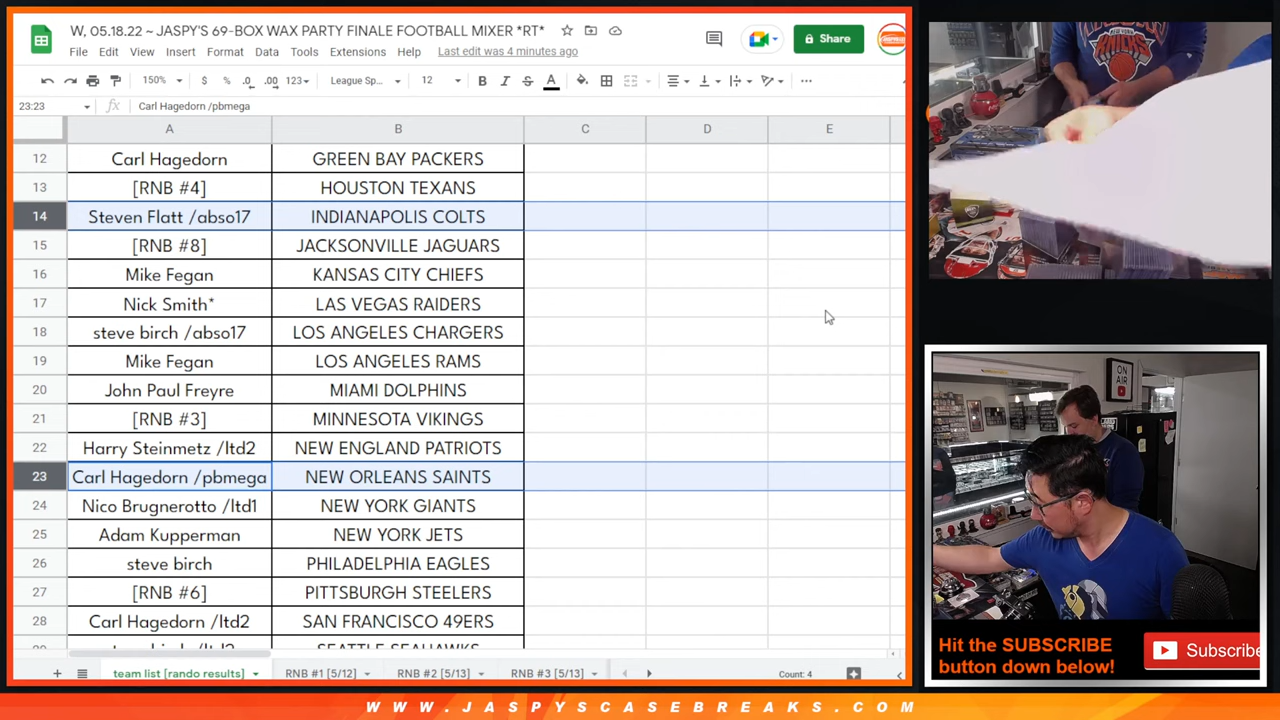 W, 05.18.22 ~ JASPY'S 69-BOX WAX PARTY FINALE FOOTBALL MIXER *RT*
File Edit View Insert Format Data Tools Extensions Help Last edit was 4 minutes ago
Share
150% $ % .0 .00 123 League Sp... 12 B I S A
23:23 fx Carl Hagedorn /pbmega
A B C D E
12 Carl Hagedorn GREEN BAY PACKERS
13 [RNB #4] HOUSTON TEXANS
14 Steven Flatt /abso17 INDIANAPOLIS COLTS
15 [RNB #8] JACKSONVILLE JAGUARS
16 Mike Fegan KANSAS CITY CHIEFS
17 Nick Smith* LAS VEGAS RAIDERS
18 steve birch /abso17 LOS ANGELES CHARGERS
19 Mike Fegan LOS ANGELES RAMS
20 John Paul Freyre MIAMI DOLPHINS
21 [RNB #3] MINNESOTA VIKINGS
22 Harry Steinmetz /ltd2 NEW ENGLAND PATRIOTS
23 Carl Hagedorn /pbmega NEW ORLEANS SAINTS
24 Nico Brugnerotto /ltd1 NEW YORK GIANTS
25 Adam Kupperman NEW YORK JETS
26 steve birch PHILADELPHIA EAGLES
27 [RNB #6] PITTSBURGH STEELERS
28 Carl Hagedorn /ltd2 SAN FRANCISCO 49ERS
team list [rando results] RNB #1 [5/12] RNB #2 [5/13] RNB #3 [5/13] Count: 4
KNICKS
ON
AIR
Hit the SUBSCRIBE
button down below!
Subscribe
WWW.JASPYSCASEBREAKS.COM